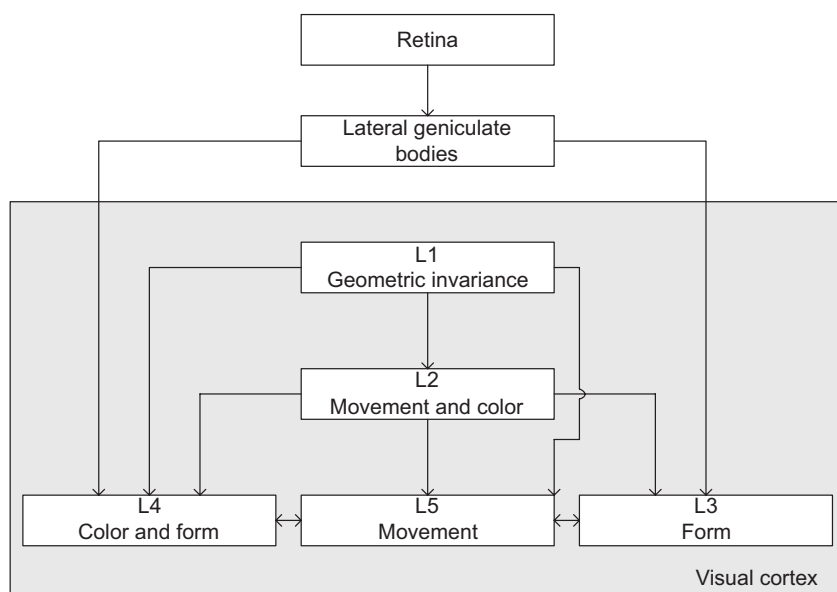 Retina
Lateral geniculate
bodies
L1
Geometric invariance
L2
Movement and color
L4
Color and form
L5
Movement
L3
Form
Visual cortex